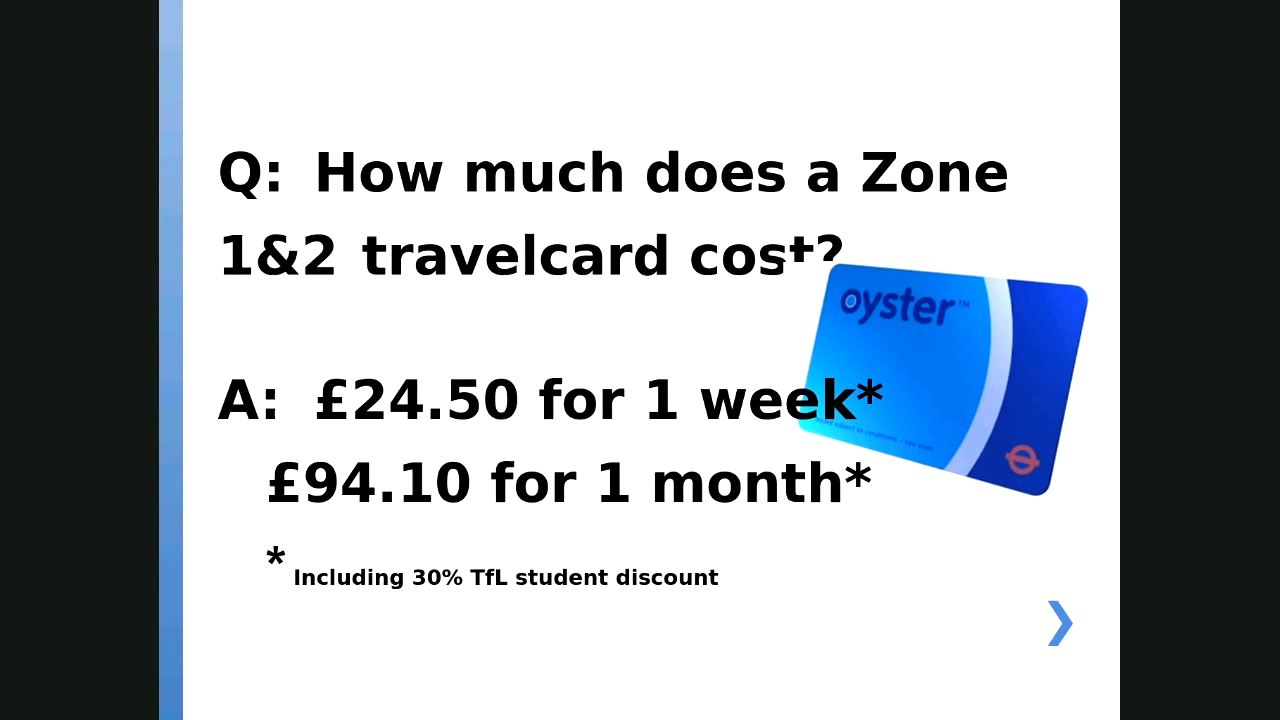 Q: How much does a Zone
1&2 travelcard cost?
oyster™
A: £24.50 for 1 week*
£94.10 for 1 month*
* Including 30% TfL student discount